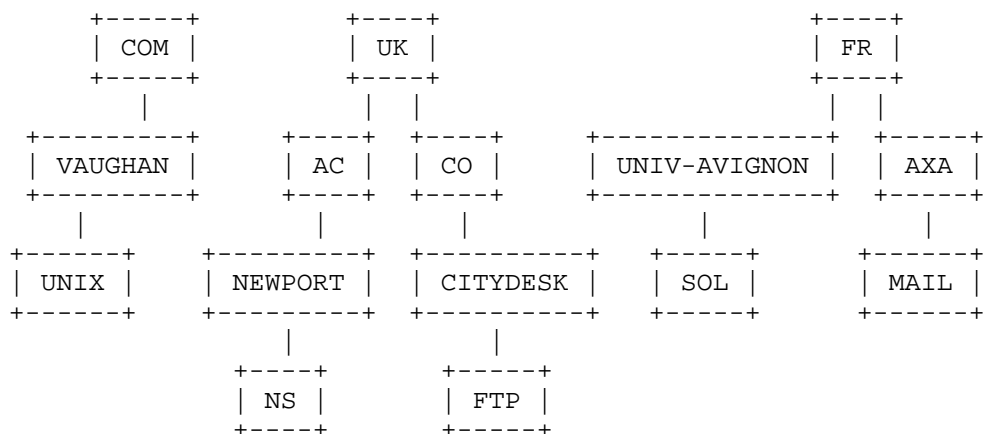 COM UK FR
VAUGHAN AC CO UNIV-AVIGNON AXA
UNIX NEWPORT CITYDESK SOL MAIL
NS FTP